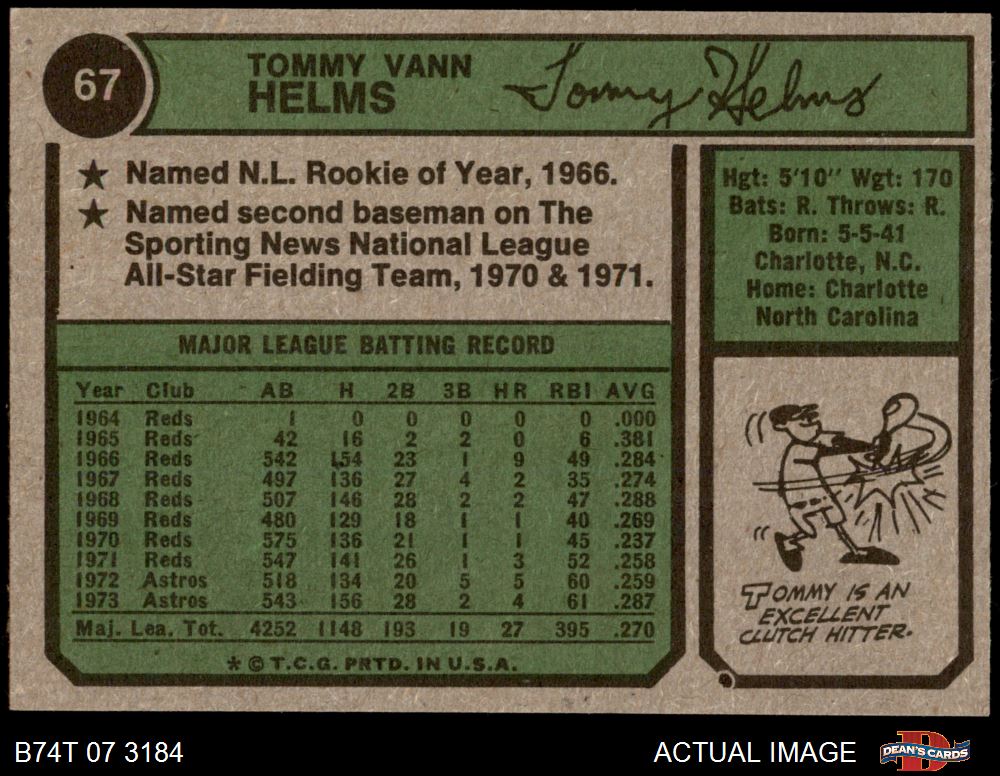 67
TOMMY VANN
HELMS
Tommy Helms
★ Named N.L. Rookie of Year, 1966.
★ Named second baseman on The
Sporting News National League
All-Star Fielding Team, 1970 & 1971.
Hgt: 5'10" Wgt: 170
Bats: R. Throws: R.
Born: 5-5-41
Charlotte, N.C.
Home: Charlotte
North Carolina
MAJOR LEAGUE BATTING RECORD
Year Club AB H 2B 3B HR RBI AVG
1964 Reds 1 0 0 0 0 0 .000
1965 Reds 42 16 2 2 0 6 .381
1966 Reds 542 154 23 1 9 49 .284
1967 Reds 497 136 27 4 2 35 .274
1968 Reds 507 146 28 2 2 47 .288
1969 Reds 480 129 18 1 1 40 .269
1970 Reds 575 136 21 1 1 45 .237
1971 Reds 547 141 26 1 3 52 .258
1972 Astros 518 134 20 5 5 60 .259
1973 Astros 543 156 28 2 4 61 .287
Maj. Lea. Tot. 4252 1148 193 19 27 395 .270
* © T.C.G. PRTD. IN U.S.A.
TOMMY IS AN
EXCELLENT
CLUTCH HITTER.
B74T 07 3184
ACTUAL IMAGE
DEAN'S CARDS